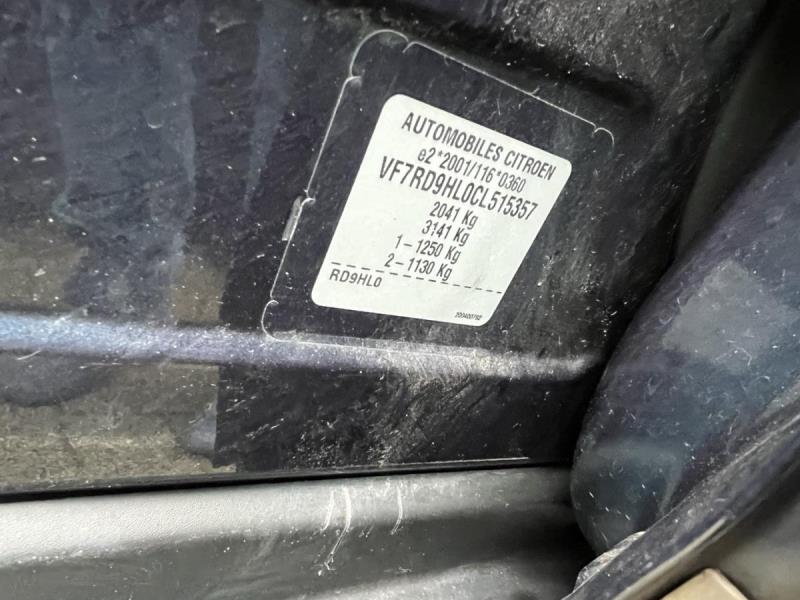 AUTOMOBILES CITROEN
e2*2001/116*0360
VF7RD9HL0CL515357
2041 Kg
3141 Kg
1-1250 Kg
2-1130 Kg
RD9HL0